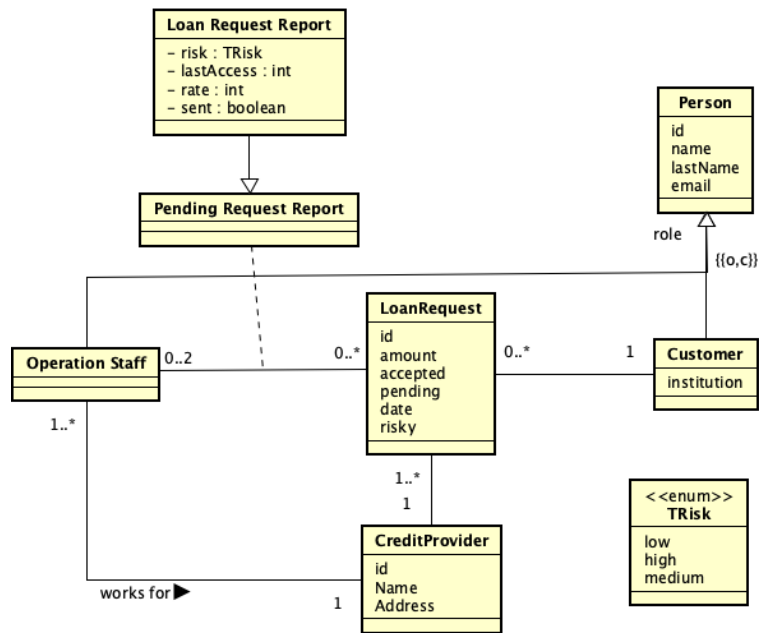 Loan Request Report
- risk : TRisk
- lastAccess : int
- rate : int
- sent : boolean
Person
id
name
lastName
email
Pending Request Report
role
{{o,c}}
LoanRequest
id
amount
accepted
pending
date
risky
Operation Staff
0..2
0..*
0..*
1
Customer
institution
1..*
1..*
1
<<enum>>
TRisk
low
high
medium
CreditProvider
id
Name
Address
works for ▶
1